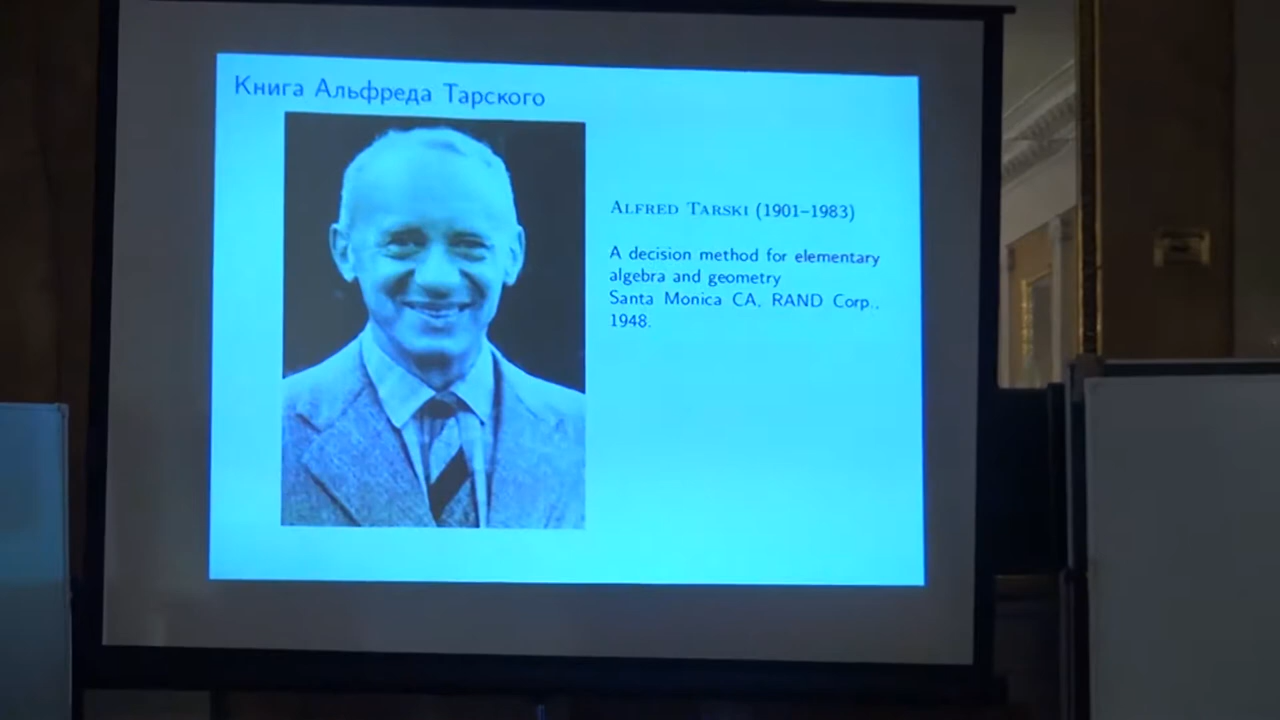 Книга Альфреда Тарского
ALFRED TARSKI (1901–1983)
A decision method for elementary
algebra and geometry
Santa Monica CA, RAND Corp.,
1948.